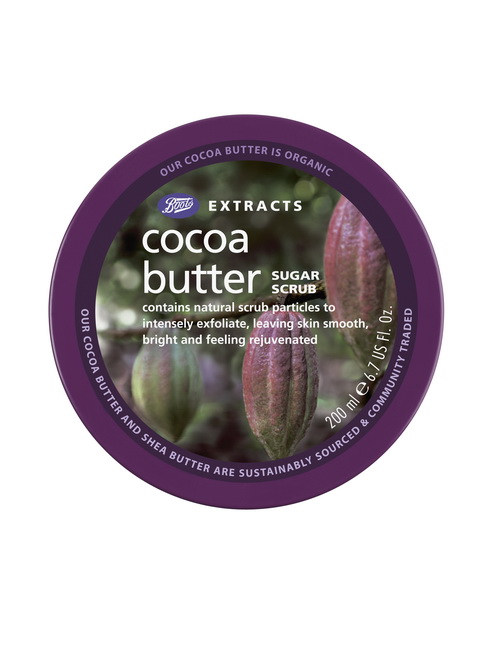 OUR COCOA BUTTER IS ORGANIC
Boots EXTRACTS
cocoa
butter SUGAR
SCRUB
contains natural scrub particles to
intensely exfoliate, leaving skin smooth,
bright and feeling rejuvenated
200 ml ℮ 6.7 US Fl. Oz.
OUR COCOA BUTTER AND SHEA BUTTER ARE SUSTAINABLY SOURCED & COMMUNITY TRADED